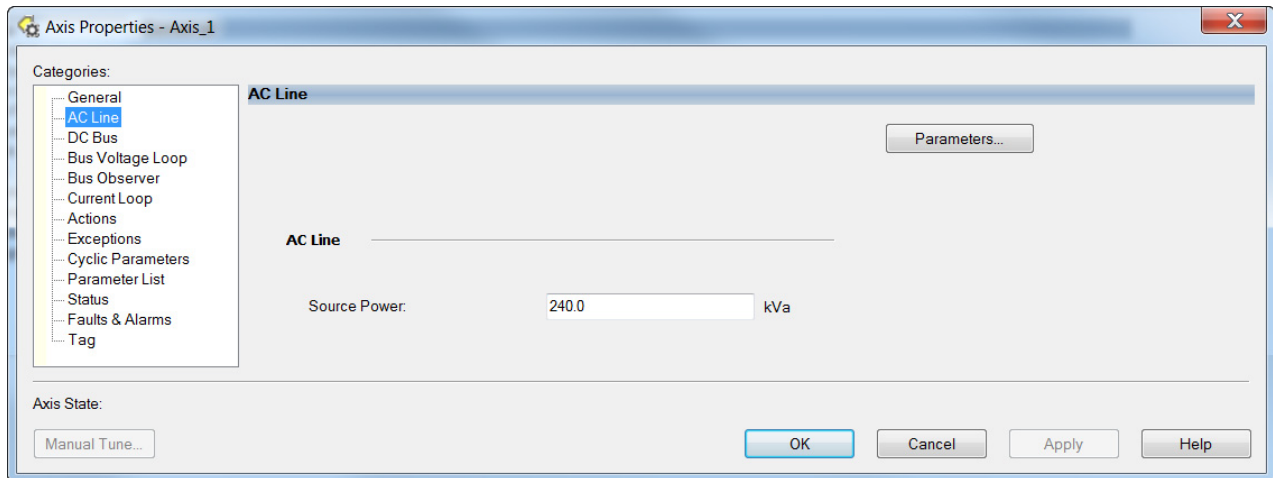 Axis Properties - Axis_1
Categories:
General
AC Line
DC Bus
Bus Voltage Loop
Bus Observer
Current Loop
Actions
Exceptions
Cyclic Parameters
Parameter List
Status
Faults & Alarms
Tag
AC Line
Parameters...
AC Line
Source Power: 240.0 kVa
Axis State:
Manual Tune... OK Cancel Apply Help